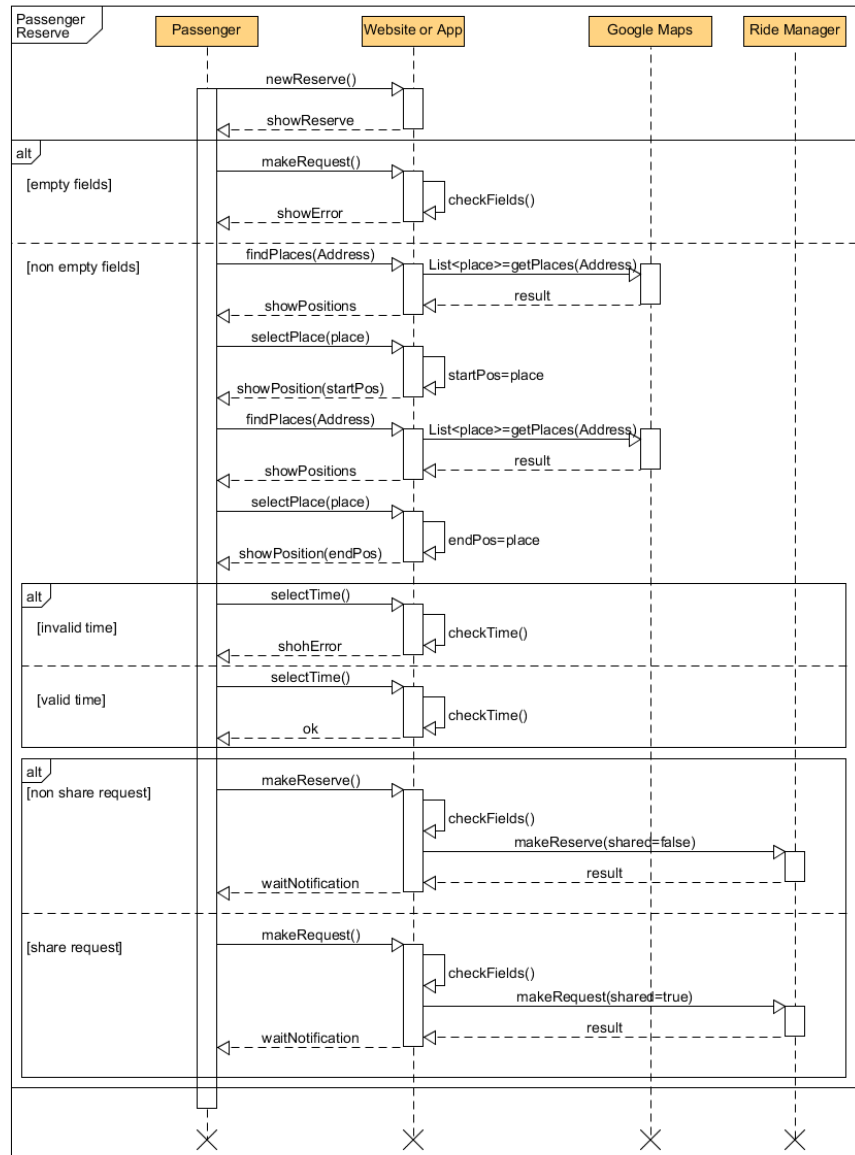 Passenger
Reserve
Passenger
Website or App
Google Maps
Ride Manager
newReserve()
showReserve
alt
makeRequest()
[empty fields]
checkFields()
showError
findPlaces(Address)
[non empty fields]
List<place>=getPlaces(Address)
result
showPositions
selectPlace(place)
startPos=place
showPosition(startPos)
findPlaces(Address)
List<place>=getPlaces(Address)
result
showPositions
selectPlace(place)
endPos=place
showPosition(endPos)
alt
selectTime()
[invalid time]
checkTime()
shohError
selectTime()
[valid time]
checkTime()
ok
alt
makeReserve()
[non share request]
checkFields()
makeReserve(shared=false)
result
waitNotification
makeRequest()
[share request]
checkFields()
makeRequest(shared=true)
result
waitNotification